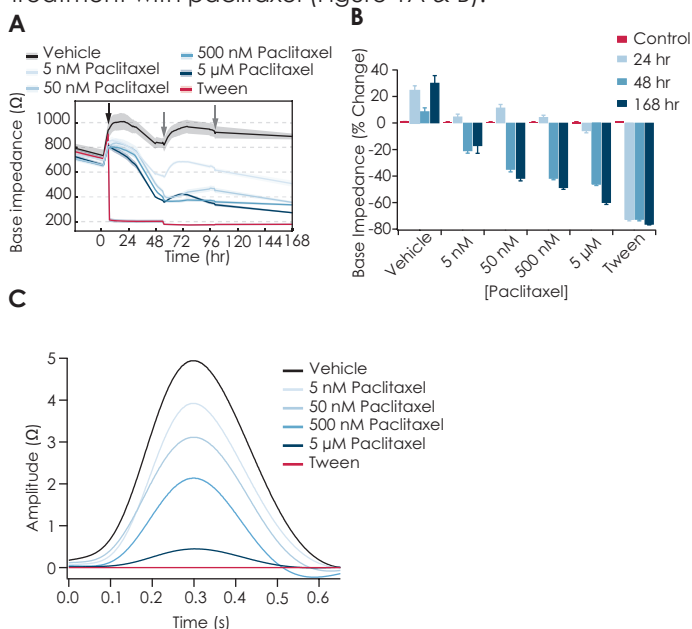 treatment with paclitaxel (Figure 1A & B).
A
Vehicle
5 nM Paclitaxel
50 nM Paclitaxel
500 nM Paclitaxel
5 µM Paclitaxel
Tween
Base impedance (Ω)
1000
800
600
400
200
0 24 48 72 96 120 144 168
Time (hr)
B
Control
24 hr
48 hr
168 hr
Base Impedance (% Change)
40
20
0
-20
-40
-60
-80
Vehicle
5 nM
50 nM
500 nM
5 µM
Tween
[Paclitaxel]
C
Vehicle
5 nM Paclitaxel
50 nM Paclitaxel
500 nM Paclitaxel
5 µM Paclitaxel
Tween
Amplitude (Ω)
5
4
3
2
1
0
0.0 0.1 0.2 0.3 0.4 0.5 0.6
Time (s)